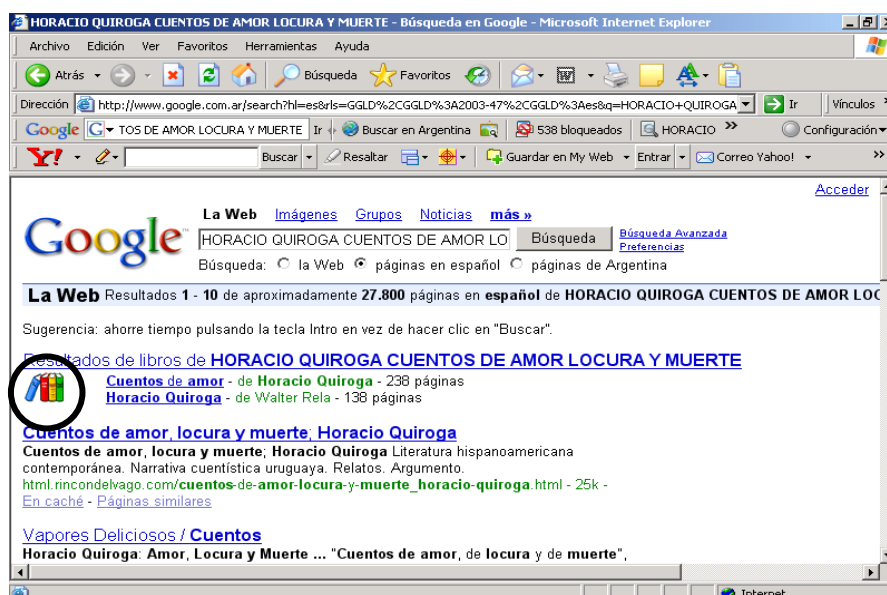 HORACIO QUIROGA CUENTOS DE AMOR LOCURA Y MUERTE - Búsqueda en Google - Microsoft Internet Explorer
Archivo Edición Ver Favoritos Herramientas Ayuda
Atrás Búsqueda Favoritos
Dirección http://www.google.com.ar/search?hl=es&rls=GGLD%2CGGLD%3A2003-47%2CGGLD%3Aes&q=HORACIO+QUIROGA Ir Vínculos
Google G TOS DE AMOR LOCURA Y MUERTE Ir Buscar en Argentina 538 bloqueados HORACIO » Configuración
Y! Buscar Resaltar Guardar en My Web Entrar Correo Yahoo! »
Acceder
La Web Imágenes Grupos Noticias más »
Google HORACIO QUIROGA CUENTOS DE AMOR LO Búsqueda Búsqueda Avanzada
Preferencias
Búsqueda: la Web páginas en español páginas de Argentina
La Web Resultados 1 - 10 de aproximadamente 27.800 páginas en español de HORACIO QUIROGA CUENTOS DE AMOR LOC
Sugerencia: ahorre tiempo pulsando la tecla Intro en vez de hacer clic en "Buscar".
Resultados de libros de HORACIO QUIROGA CUENTOS DE AMOR LOCURA Y MUERTE
Cuentos de amor - de Horacio Quiroga - 238 páginas
Horacio Quiroga - de Walter Rela - 138 páginas
Cuentos de amor, locura y muerte; Horacio Quiroga
Cuentos de amor, locura y muerte; Horacio Quiroga Literatura hispanoamericana
contemporánea. Narrativa cuentística uruguaya. Relatos. Argumento.
html.rincondelvago.com/cuentos-de-amor-locura-y-muerte_horacio-quiroga.html - 25k -
En caché - Páginas similares
Vapores Deliciosos / Cuentos
Horacio Quiroga: Amor, Locura y Muerte ... "Cuentos de amor, de locura y de muerte",
Internet